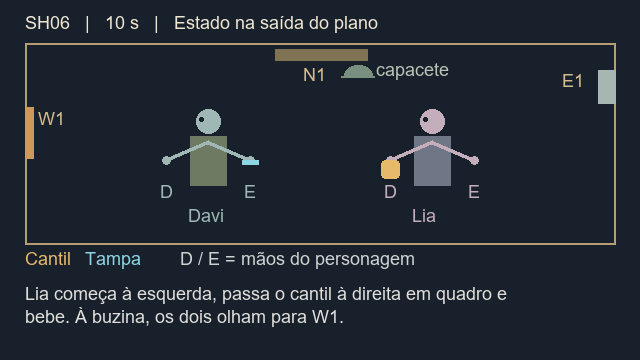 SH06 | 10 s | Estado na saída do plano
N1
capacete
E1
W1
D E D E
Davi Lia
Cantil Tampa D / E = mãos do personagem
Lia começa à esquerda, passa o cantil à direita em quadro e
bebe. À buzina, os dois olham para W1.